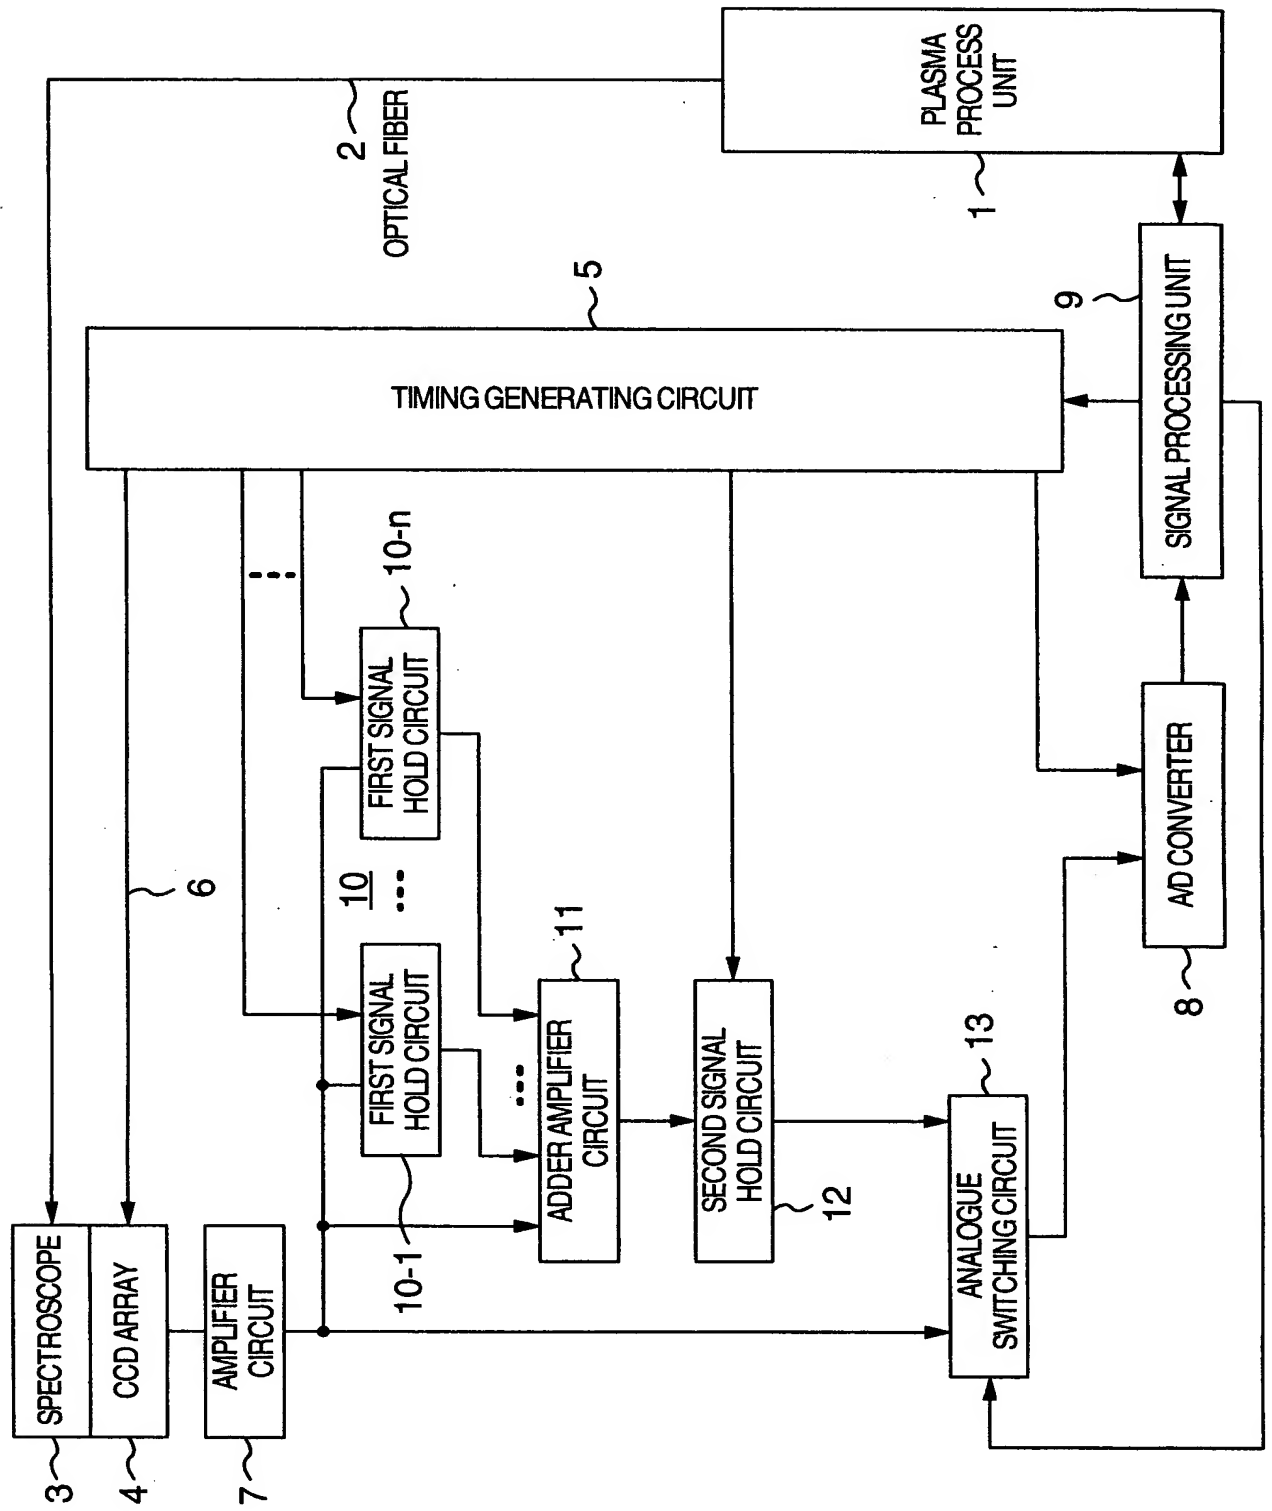 3
SPECTROSCOPE
4
CCD ARRAY
7
AMPLIFIER
CIRCUIT
2
OPTICAL FIBER
6
5
TIMING GENERATING CIRCUIT
10-1
FIRST SIGNAL
HOLD CIRCUIT
10
10-n
FIRST SIGNAL
HOLD CIRCUIT
11
ADDER AMPLIFIER
CIRCUIT
12
SECOND SIGNAL
HOLD CIRCUIT
13
ANALOGUE
SWITCHING CIRCUIT
8
A/D CONVERTER
9
SIGNAL PROCESSING UNIT
1
PLASMA
PROCESS
UNIT